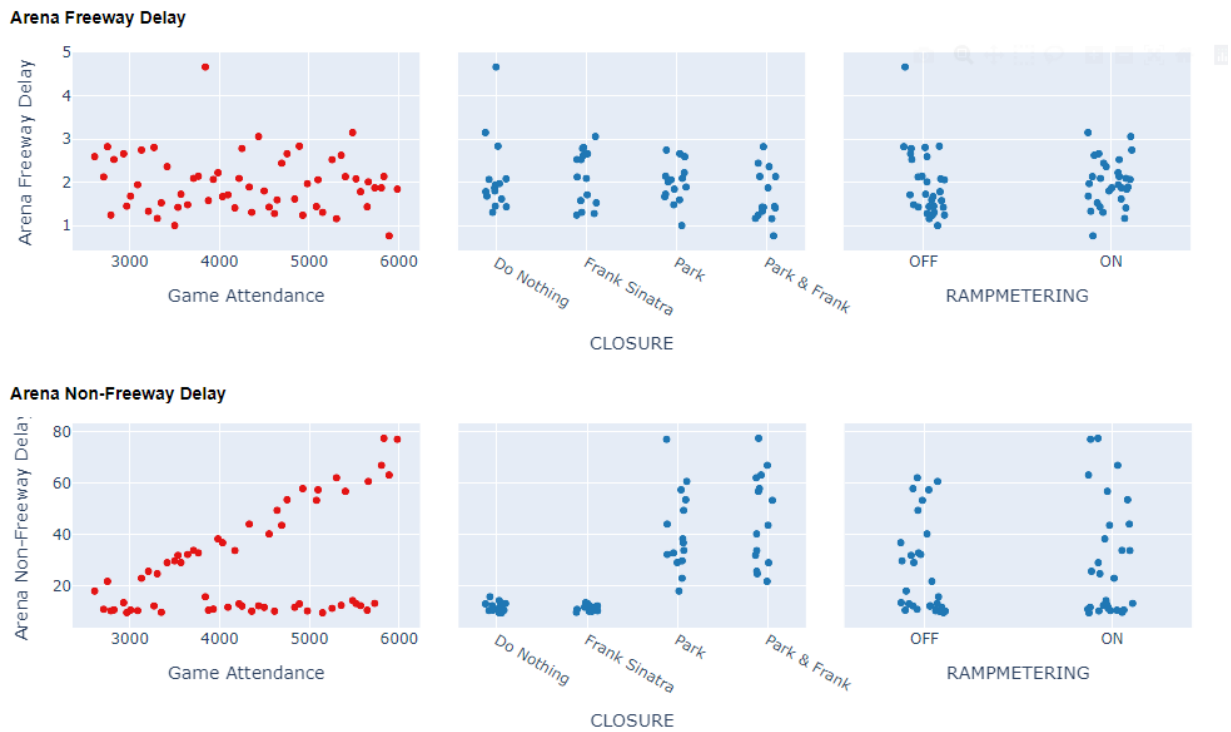 Arena Freeway Delay
Arena Freeway Delay
5
4
3
2
1
3000 4000 5000 6000
Game Attendance
Do Nothing Frank Sinatra Park Park & Frank
CLOSURE
OFF ON
RAMPMETERING
Arena Non-Freeway Delay
Arena Non-Freeway Delay
80
60
40
20
3000 4000 5000 6000
Game Attendance
Do Nothing Frank Sinatra Park Park & Frank
CLOSURE
OFF ON
RAMPMETERING